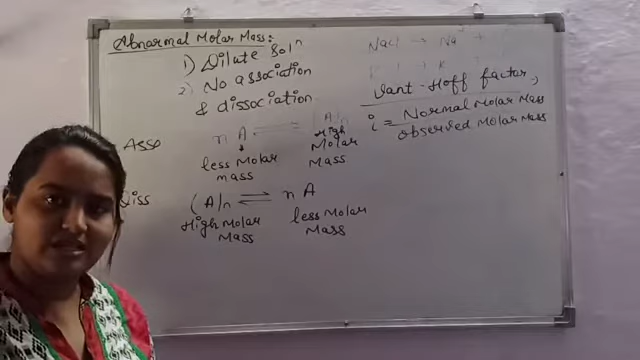 Abnormal Molar Mass:
1) Dilute Solⁿ
2) No association
& dissociation
Asso n A ⇌ (A)n
less Molar mass
High Molar Mass
Diss (A)n ⇌ n A
High Molar Mass
less Molar Mass
NaCl → Na +
K
Vant-Hoff factor,
i = Normal Molar Mass
observed Molar Mass